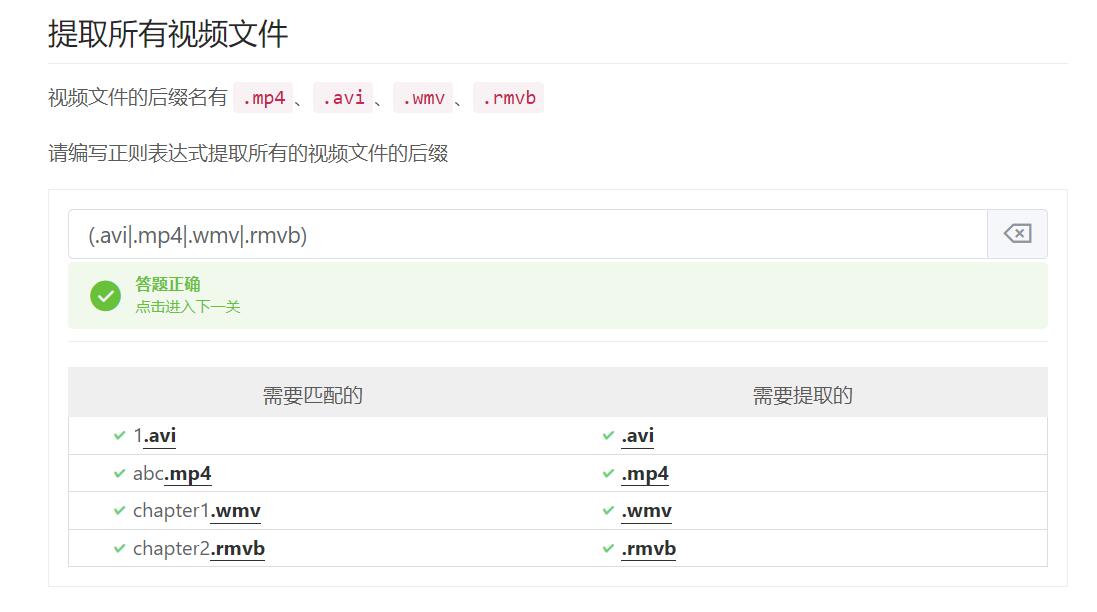 提取所有视频文件
视频文件的后缀名有 .mp4 、 .avi 、 .wmv 、 .rmvb
请编写正则表达式提取所有的视频文件的后缀
(.avi|.mp4|.wmv|.rmvb)
答题正确
点击进入下一关
需要匹配的 需要提取的
1.avi .avi
abc.mp4 .mp4
chapter1.wmv .wmv
chapter2.rmvb .rmvb